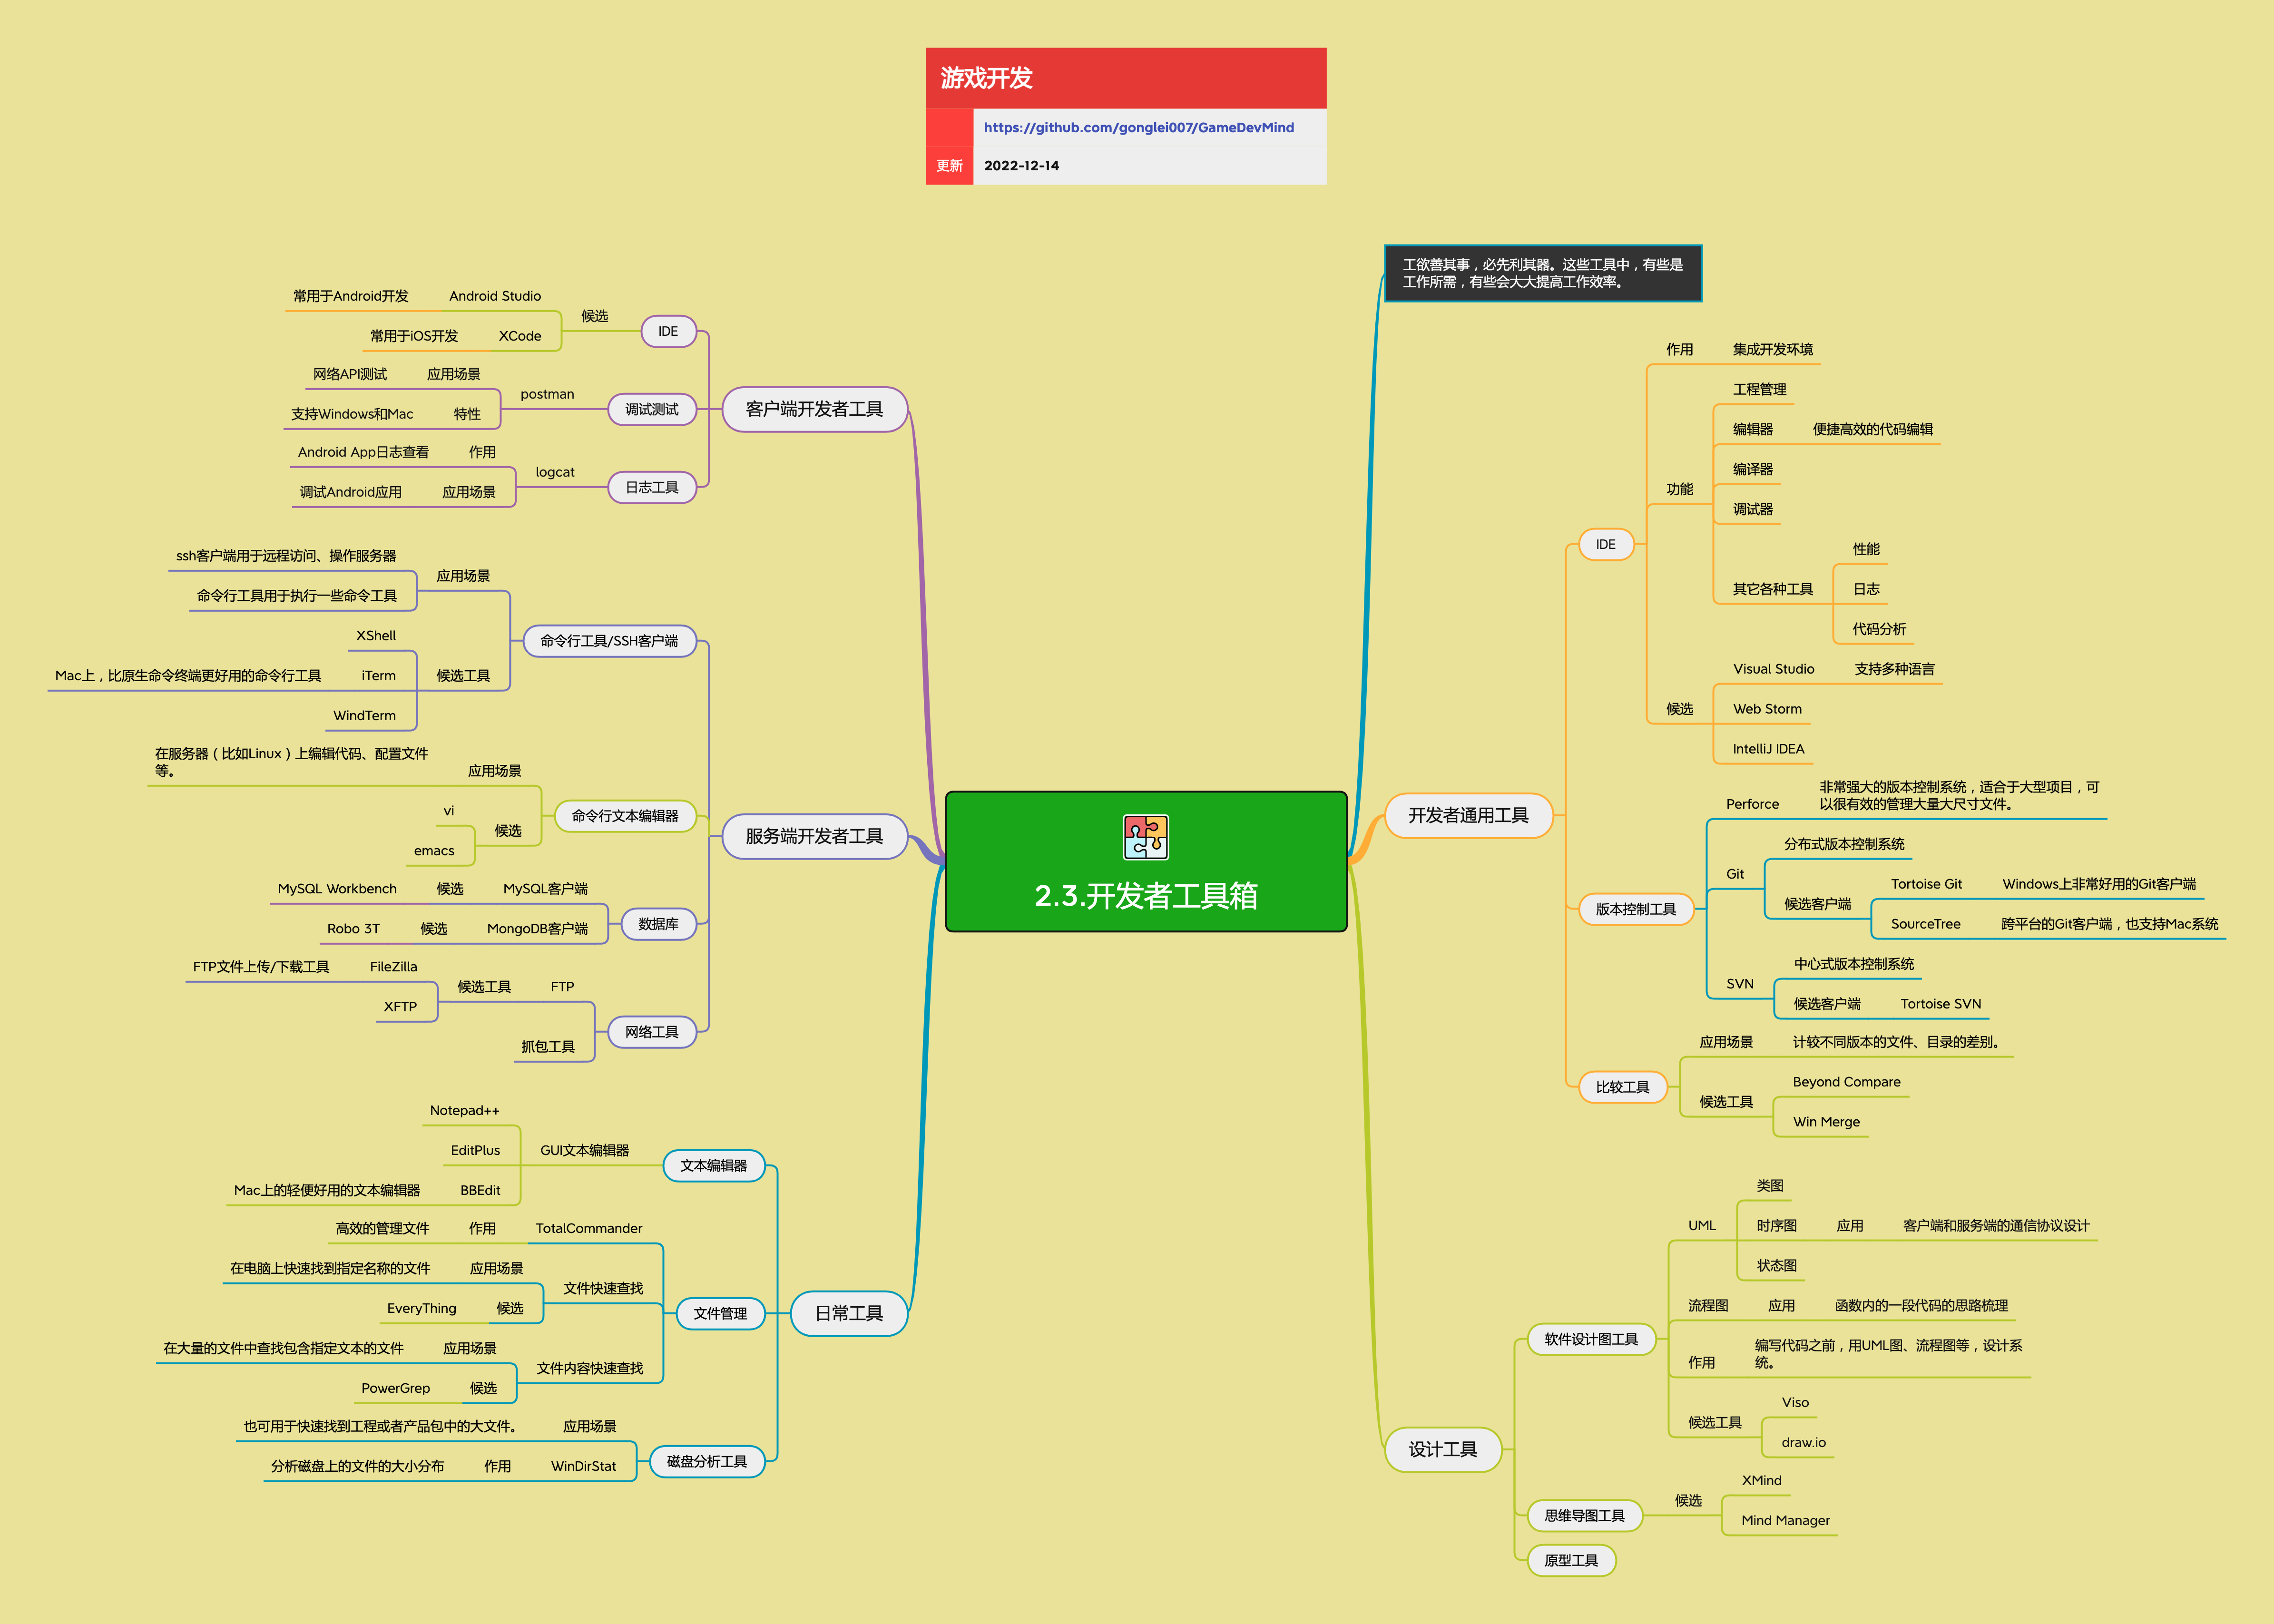 游戏开发
https://github.com/gonglei007/GameDevMind
更新
2022-12-14
2.3.开发者工具箱
工欲善其事，必先利其器。这些工具中，有些是
工作所需，有些会大大提高工作效率。
开发者通用工具
IDE
作用
集成开发环境
功能
工程管理
编辑器
便捷高效的代码编辑
编译器
调试器
其它各种工具
性能
日志
代码分析
候选
Visual Studio
支持多种语言
Web Storm
IntelliJ IDEA
版本控制工具
Perforce
非常强大的版本控制系统，适合于大型项目，可
以很有效的管理大量大尺寸文件。
Git
分布式版本控制系统
候选客户端
Tortoise Git
Windows上非常好用的Git客户端
SourceTree
跨平台的Git客户端，也支持Mac系统
SVN
中心式版本控制系统
候选客户端
Tortoise SVN
比较工具
应用场景
计较不同版本的文件、目录的差别。
候选工具
Beyond Compare
Win Merge
设计工具
软件设计图工具
UML
类图
时序图
应用
客户端和服务端的通信协议设计
状态图
流程图
应用
函数内的一段代码的思路梳理
作用
编写代码之前，用UML图、流程图等，设计系
统。
候选工具
Viso
draw.io
思维导图工具
候选
XMind
Mind Manager
原型工具
客户端开发者工具
IDE
候选
Android Studio
常用于Android开发
XCode
常用于iOS开发
调试测试
postman
应用场景
网络API测试
特性
支持Windows和Mac
日志工具
logcat
作用
Android App日志查看
应用场景
调试Android应用
服务端开发者工具
命令行工具/SSH客户端
应用场景
ssh客户端用于远程访问、操作服务器
命令行工具用于执行一些命令工具
候选工具
XShell
iTerm
Mac上，比原生命令终端更好用的命令行工具
WindTerm
命令行文本编辑器
应用场景
在服务器（比如Linux）上编辑代码、配置文件
等。
候选
vi
emacs
数据库
MySQL客户端
候选
MySQL Workbench
MongoDB客户端
候选
Robo 3T
网络工具
FTP
候选工具
FileZilla
FTP文件上传/下载工具
XFTP
抓包工具
日常工具
文本编辑器
GUI文本编辑器
Notepad++
EditPlus
BBEdit
Mac上的轻便好用的文本编辑器
文件管理
TotalCommander
作用
高效的管理文件
文件快速查找
应用场景
在电脑上快速找到指定名称的文件
候选
EveryThing
文件内容快速查找
应用场景
在大量的文件中查找包含指定文本的文件
候选
PowerGrep
磁盘分析工具
应用场景
也可用于快速找到工程或者产品包中的大文件。
WinDirStat
作用
分析磁盘上的文件的大小分布